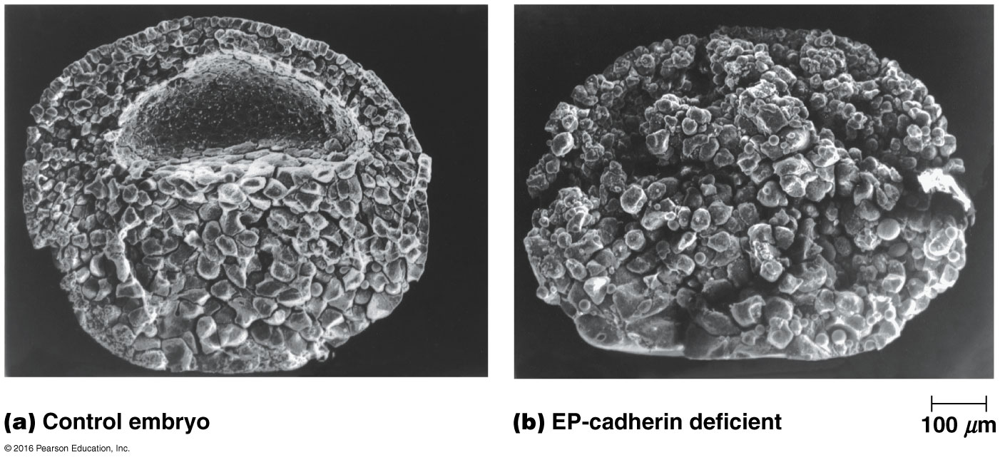 (a) Control embryo
(b) EP-cadherin deficient
100 μm
© 2016 Pearson Education, Inc.